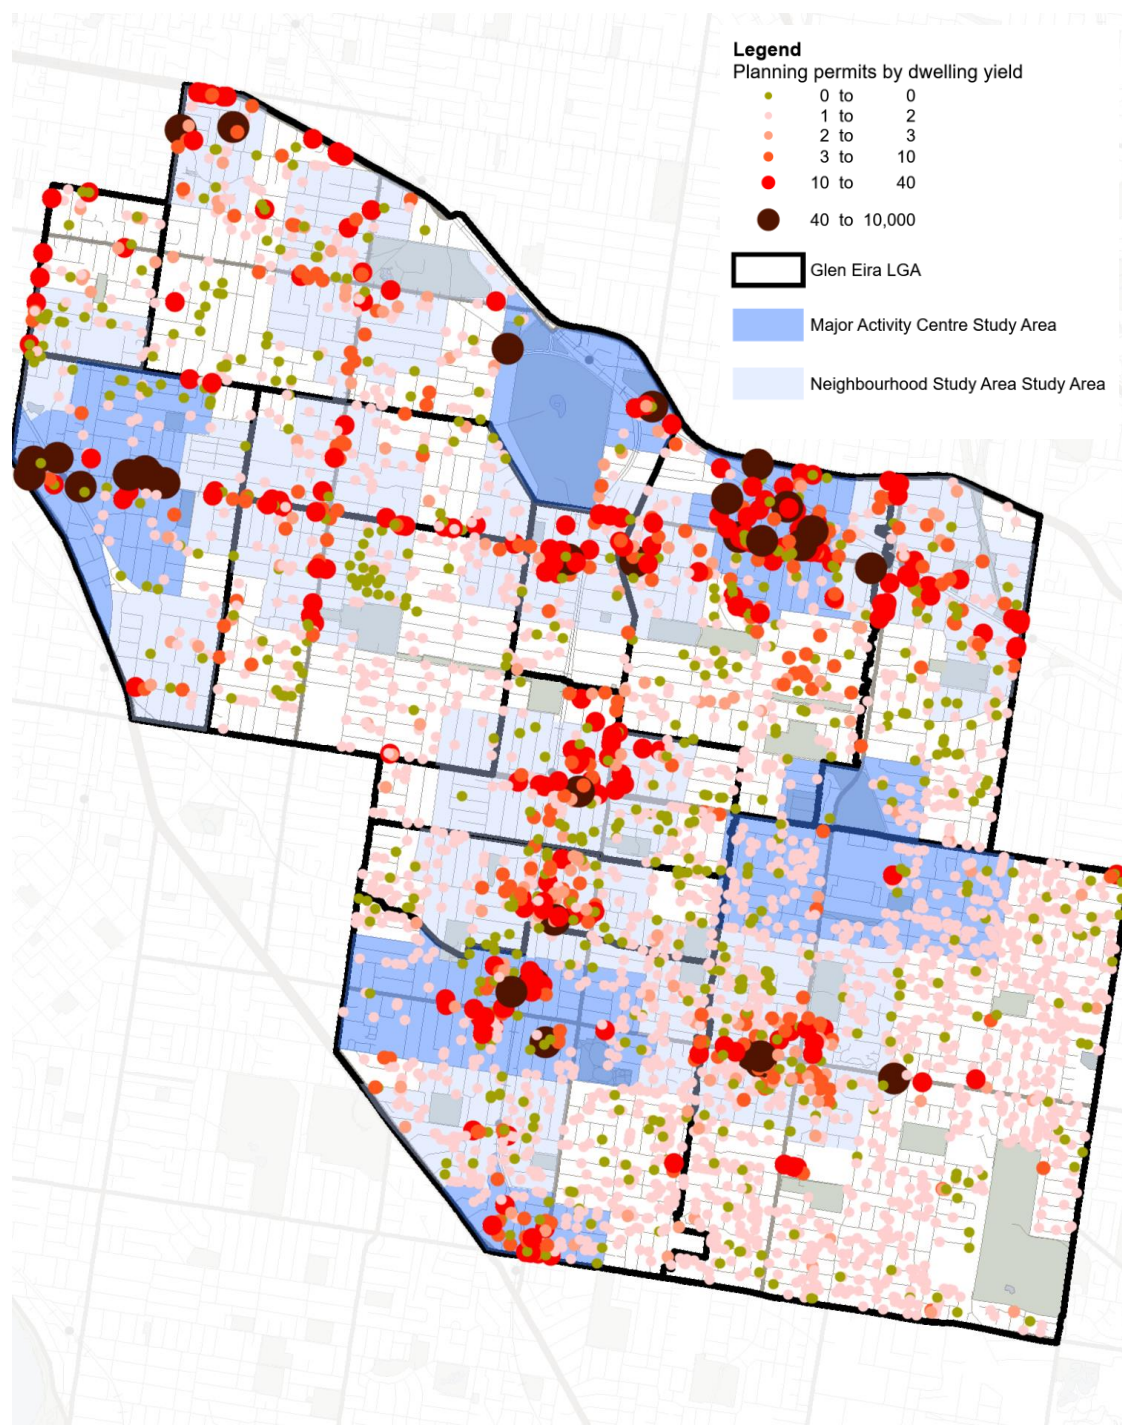 Legend
Planning permits by dwelling yield
0 to 0
1 to 2
2 to 3
3 to 10
10 to 40
40 to 10,000
Glen Eira LGA
Major Activity Centre Study Area
Neighbourhood Study Area Study Area